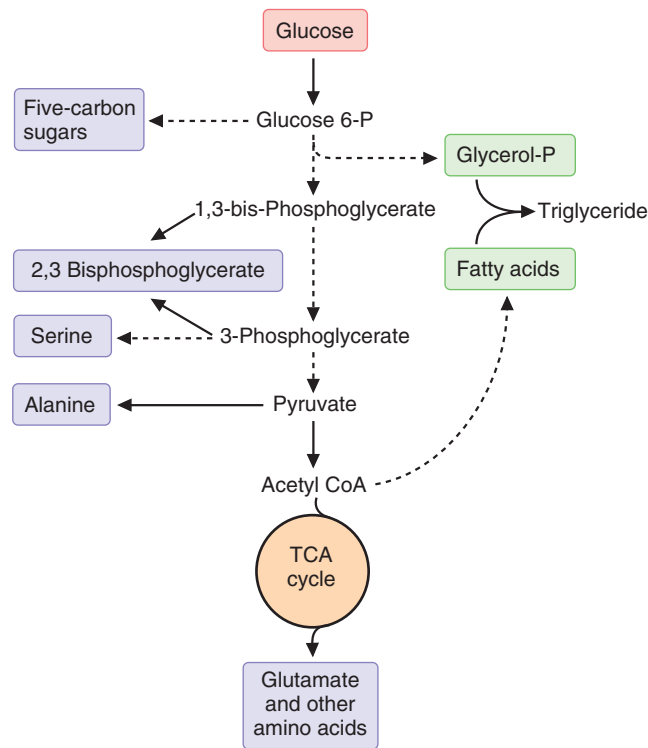 Glucose
Five-carbon
sugars
Glucose 6-P
Glycerol-P
1,3-bis-Phosphoglycerate
Triglyceride
2,3 Bisphosphoglycerate
Fatty acids
Serine
3-Phosphoglycerate
Alanine
Pyruvate
Acetyl CoA
TCA
cycle
Glutamate
and other
amino acids